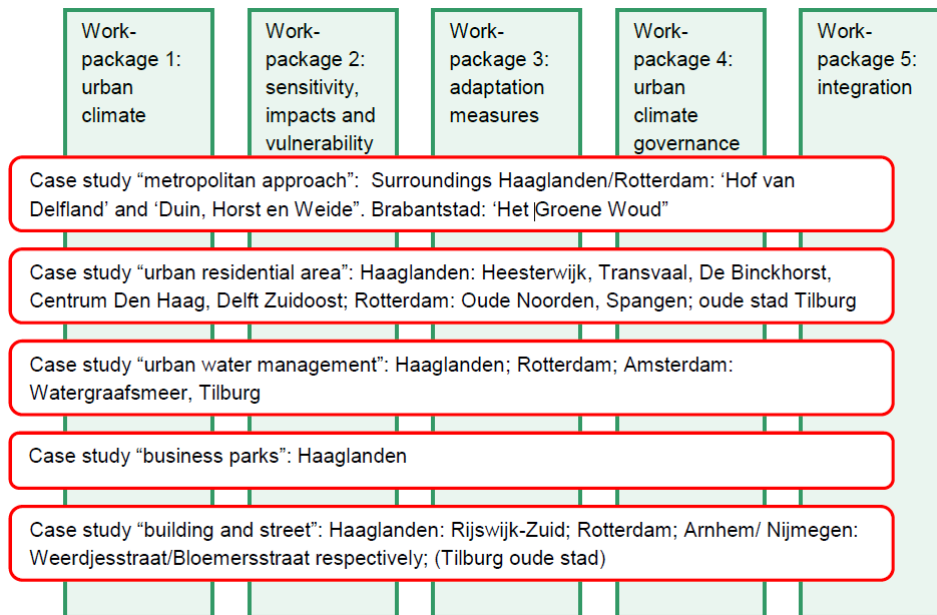 Work-
package 1:
urban
climate
Work-
package 2:
sensitivity,
impacts and
vulnerability
Work-
package 3:
adaptation
measures
Work-
package 4:
urban
climate
governance
Work-
package 5:
integration
Case study “metropolitan approach”: Surroundings Haaglanden/Rotterdam: ‘Hof van
Delfland’ and ‘Duin, Horst en Weide”. Brabantstad: ‘Het Groene Woud”
Case study “urban residential area”: Haaglanden: Heesterwijk, Transvaal, De Binckhorst,
Centrum Den Haag, Delft Zuidoost; Rotterdam: Oude Noorden, Spangen; oude stad Tilburg
Case study “urban water management”: Haaglanden; Rotterdam; Amsterdam:
Watergraafsmeer, Tilburg
Case study “business parks”: Haaglanden
Case study “building and street”: Haaglanden: Rijswijk-Zuid; Rotterdam; Arnhem/ Nijmegen:
Weerdjesstraat/Bloemersstraat respectively; (Tilburg oude stad)